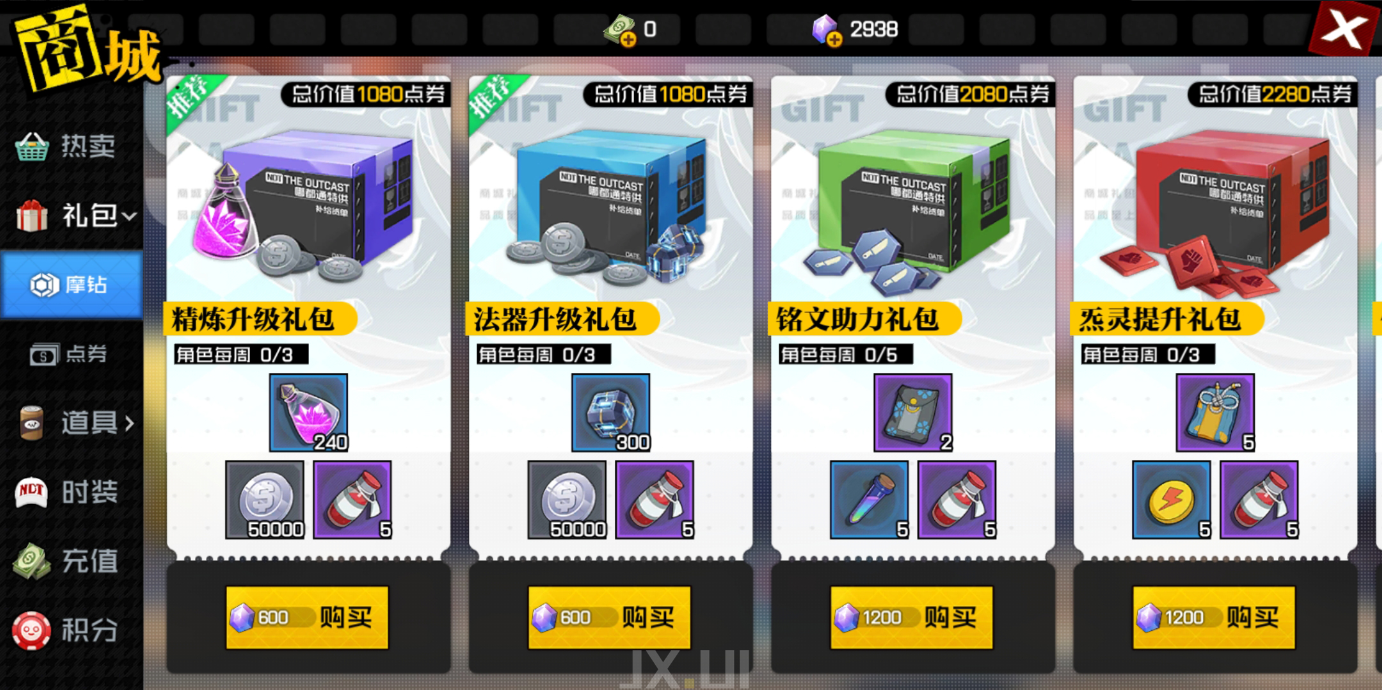 商城
0
2938
热卖
礼包
摩钻
点券
道具
时装
充值
积分
推荐
总价值1080点券
GIFT
NDT THE OUTCAST
哪都通特供
补给货单
DATE.
精炼升级礼包
角色每周 0/3
240
50000
5
600 购买
推荐
总价值1080点券
GIFT
NDT THE OUTCAST
哪都通特供
补给货单
DATE.
法器升级礼包
角色每周 0/3
300
50000
5
600 购买
总价值2080点券
GIFT
NDT THE OUTCAST
哪都通特供
补给货单
DATE.
铭文助力礼包
角色每周 0/5
2
5
5
1200 购买
总价值2280点券
GIFT
NDT THE OUTCAST
哪都通特供
补给货单
DATE.
炁灵提升礼包
角色每周 0/3
5
5
5
1200 购买
JX.UI